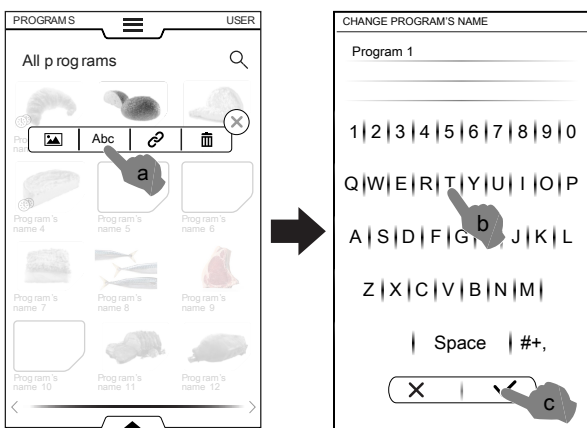 PROGRAMS USER
All programs
Abc
a
Program's name 4
Program's name 5
Program's name 6
Program's name 7
Program's name 8
Program's name 9
Program's name 10
Program's name 11
Program's name 12
CHANGE PROGRAM'S NAME
Program 1
1 2 3 4 5 6 7 8 9 0
Q W E R T Y U I O P
b
A S D F G J K L
Z X C V B N M
Space #+,
c